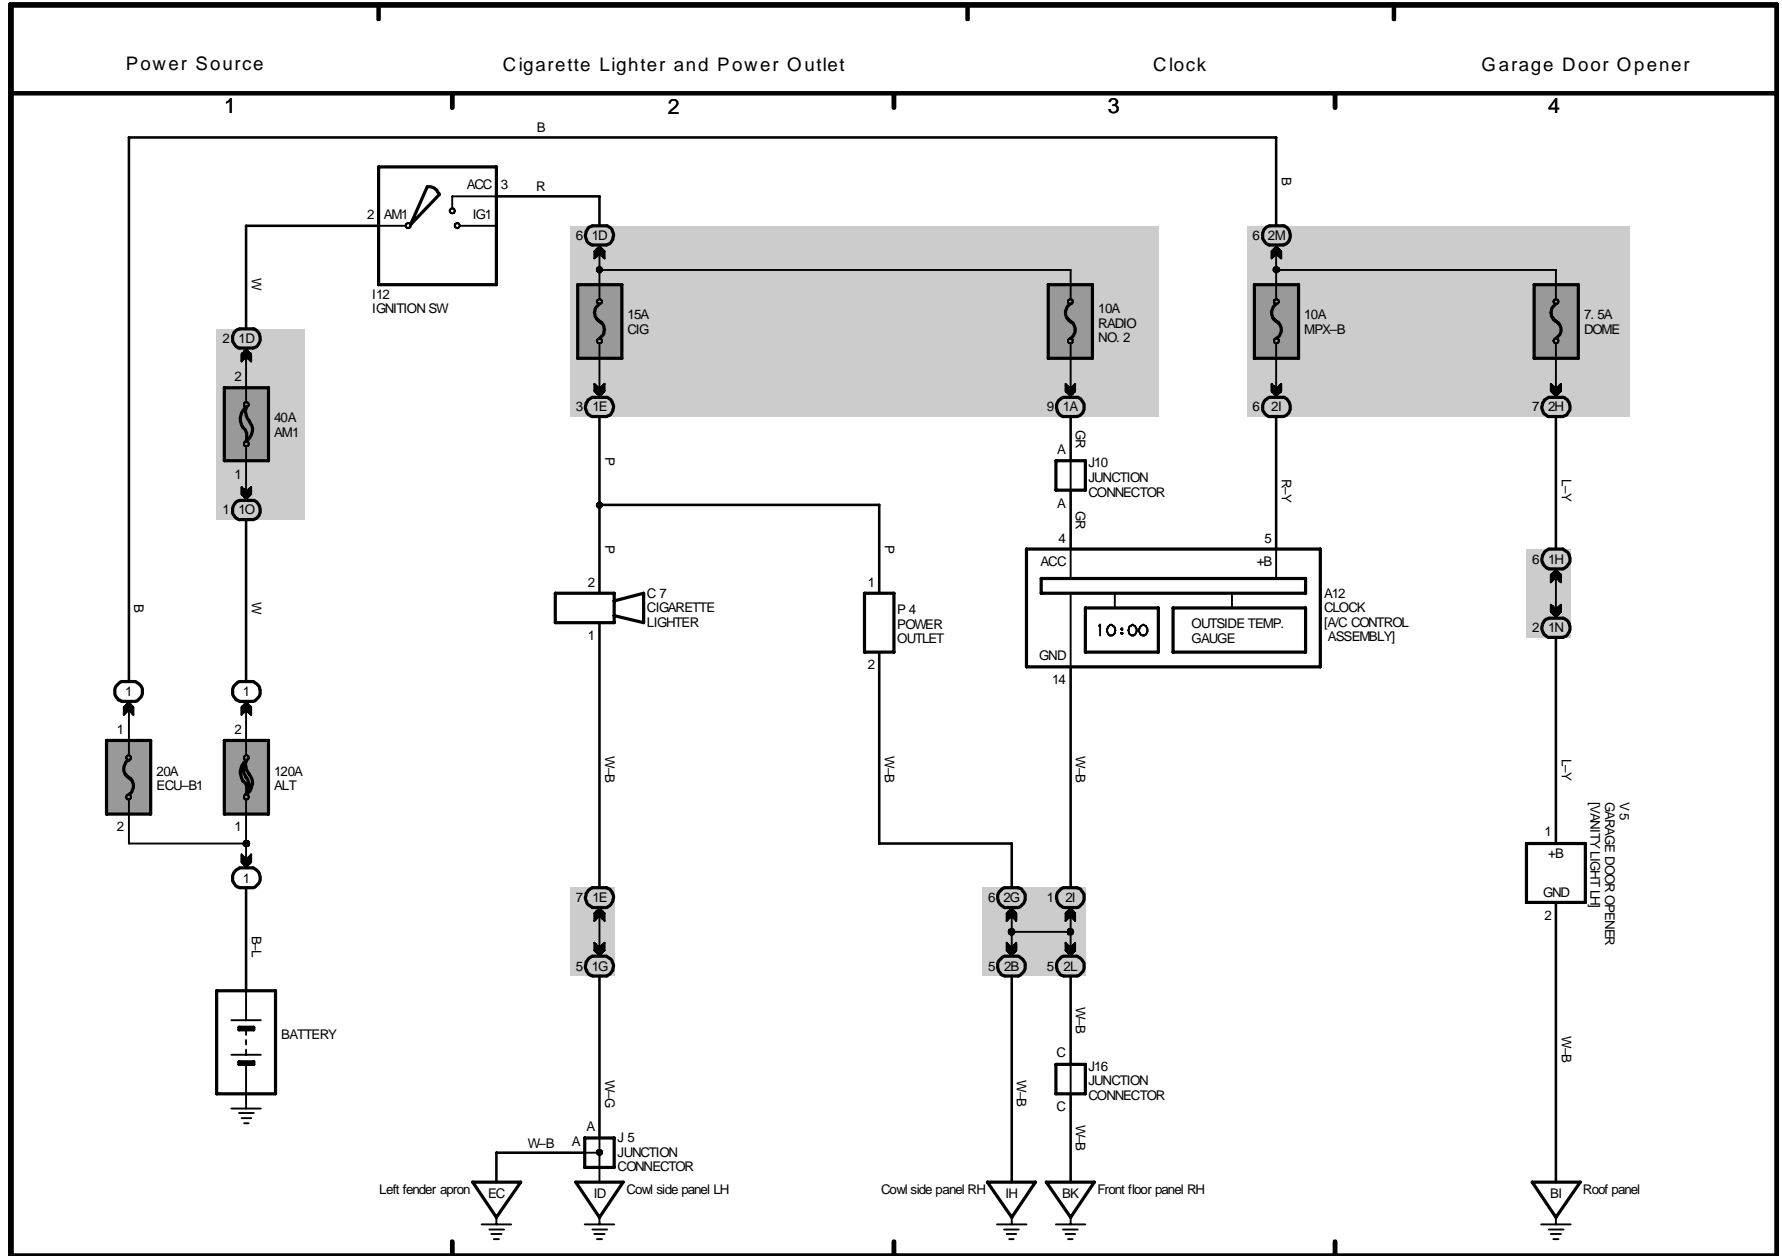 Power Source
Cigarette Lighter and Power Outlet
Clock
Garage Door Opener
1
2
3
4
B
ACC
3
R
2
AM1
IG1
I12
IGNITION SW
B
W
6
1D
6
2M
15A
CIG
10A
RADIO
NO. 2
10A
MPX–B
7. 5A
DOME
2
1D
2
40A
AM1
1
1
1O
3
1E
9
1A
6
2I
7
2H
P
GR
A
J10
JUNCTION
CONNECTOR
A
GR
R–Y
L–Y
P
P
4
5
ACC
+B
6
1H
2
1N
B
W
2
C 7
CIGARETTE
LIGHTER
1
1
P 4
POWER
OUTLET
2
10:00
OUTSIDE TEMP.
GAUGE
GND
14
A12
CLOCK
[A/C CONTROL
ASSEMBLY]
1
1
1
20A
ECU–B1
2
2
120A
ALT
1
1
W–B
W–B
W–B
L–Y
V 5
GARAGE DOOR OPENER
[VANITY LIGHT LH]
1
+B
GND
2
B–L
7
1E
5
1G
6
2G
1
2I
5
2B
5
2L
BATTERY
W–G
W–B
W–B
C
J16
JUNCTION
CONNECTOR
C
W–B
W–B
W–B
A
A
J 5
JUNCTION
CONNECTOR
Left fender apron
EC
ID
Cowl side panel LH
Cowl side panel RH
IH
BK
Front floor panel RH
BI
Roof panel